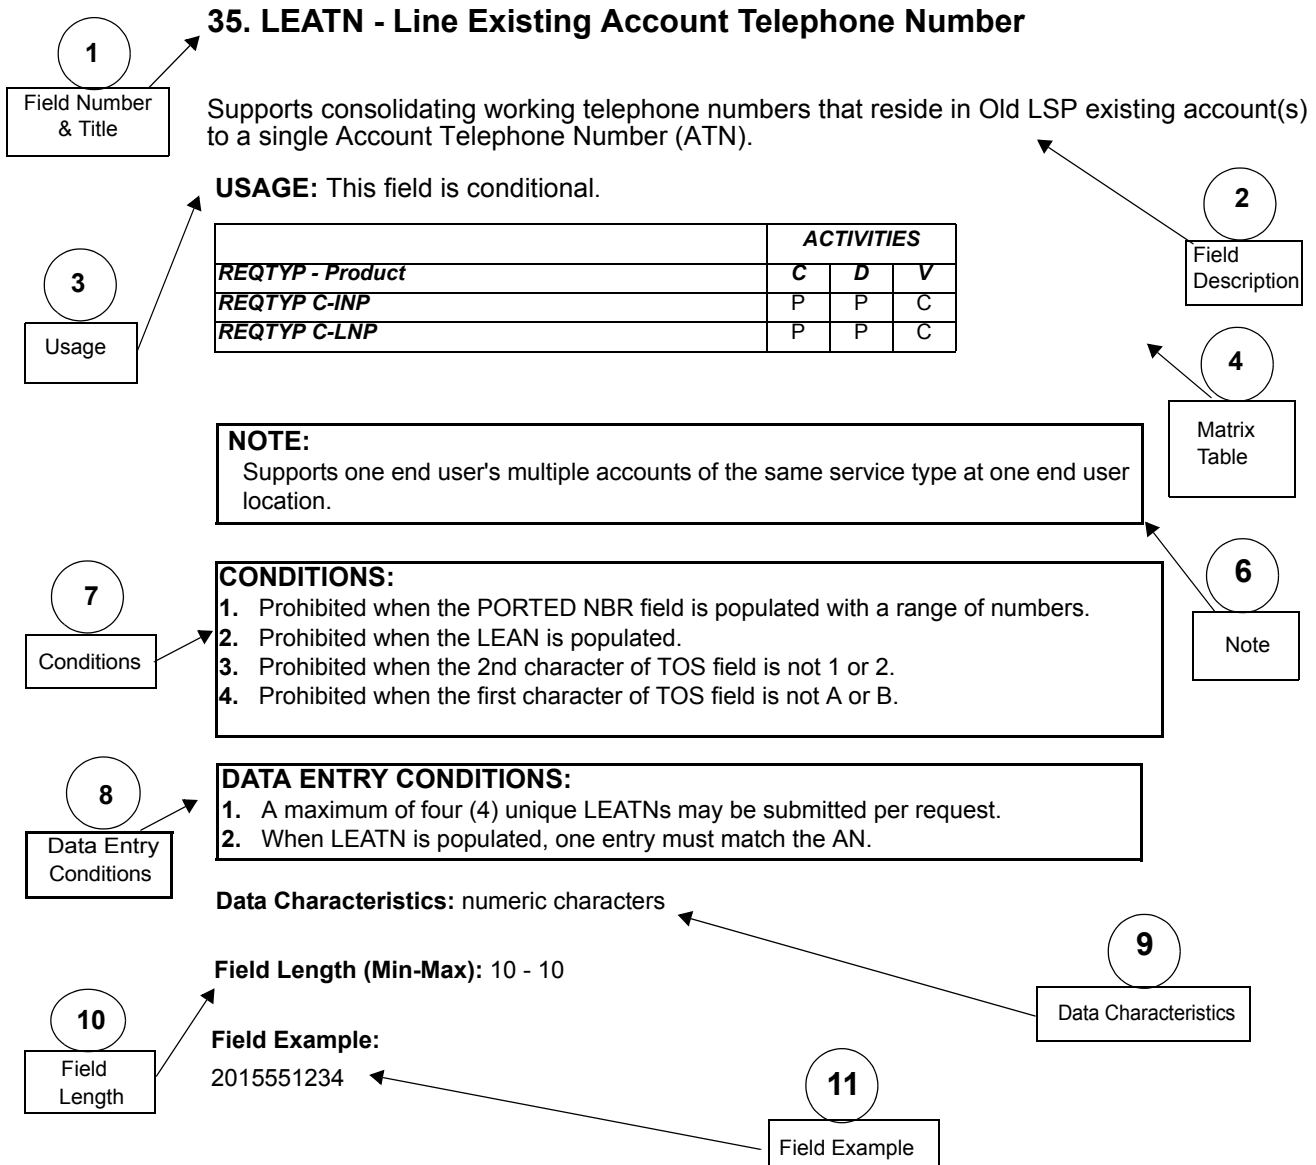 35. LEATN - Line Existing Account Telephone Number
1
Field Number
& Title
Supports consolidating working telephone numbers that reside in Old LSP existing account(s)
to a single Account Telephone Number (ATN).
2
Field
Description
USAGE: This field is conditional.
3
Usage
ACTIVITIES
REQTYP - Product C D V
REQTYP C-INP P P C
REQTYP C-LNP P P C
4
Matrix
Table
NOTE:
Supports one end user's multiple accounts of the same service type at one end user
location.
6
Note
7
Conditions
CONDITIONS:
1. Prohibited when the PORTED NBR field is populated with a range of numbers.
2. Prohibited when the LEAN is populated.
3. Prohibited when the 2nd character of TOS field is not 1 or 2.
4. Prohibited when the first character of TOS field is not A or B.
8
Data Entry
Conditions
DATA ENTRY CONDITIONS:
1. A maximum of four (4) unique LEATNs may be submitted per request.
2. When LEATN is populated, one entry must match the AN.
Data Characteristics: numeric characters
9
Data Characteristics
Field Length (Min-Max): 10 - 10
10
Field
Length
Field Example:
2015551234
11
Field Example